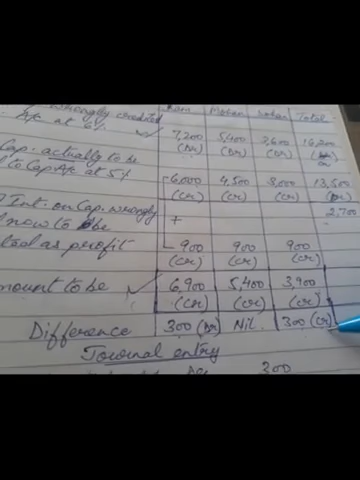 wrongly credited Ram Mohan Sohan Total
A/c at 6%
7,200 5,400 3,600 16,200
(Dr) (Dr) (Dr)
Cap. actually to be
to Cap A/c at 5%
6,000 4,500 3,000 13,500
(cr) (cr) (cr)
2,700
Int. on Cap. wrongly
now to be +
as profit 900 900 900
(cr) (cr) (cr)
mount to be 6,900 5,400 3,900
(cr) (cr) (cr)
Difference 300 (Dr) Nil. 300 (Cr)
Journal entry
300